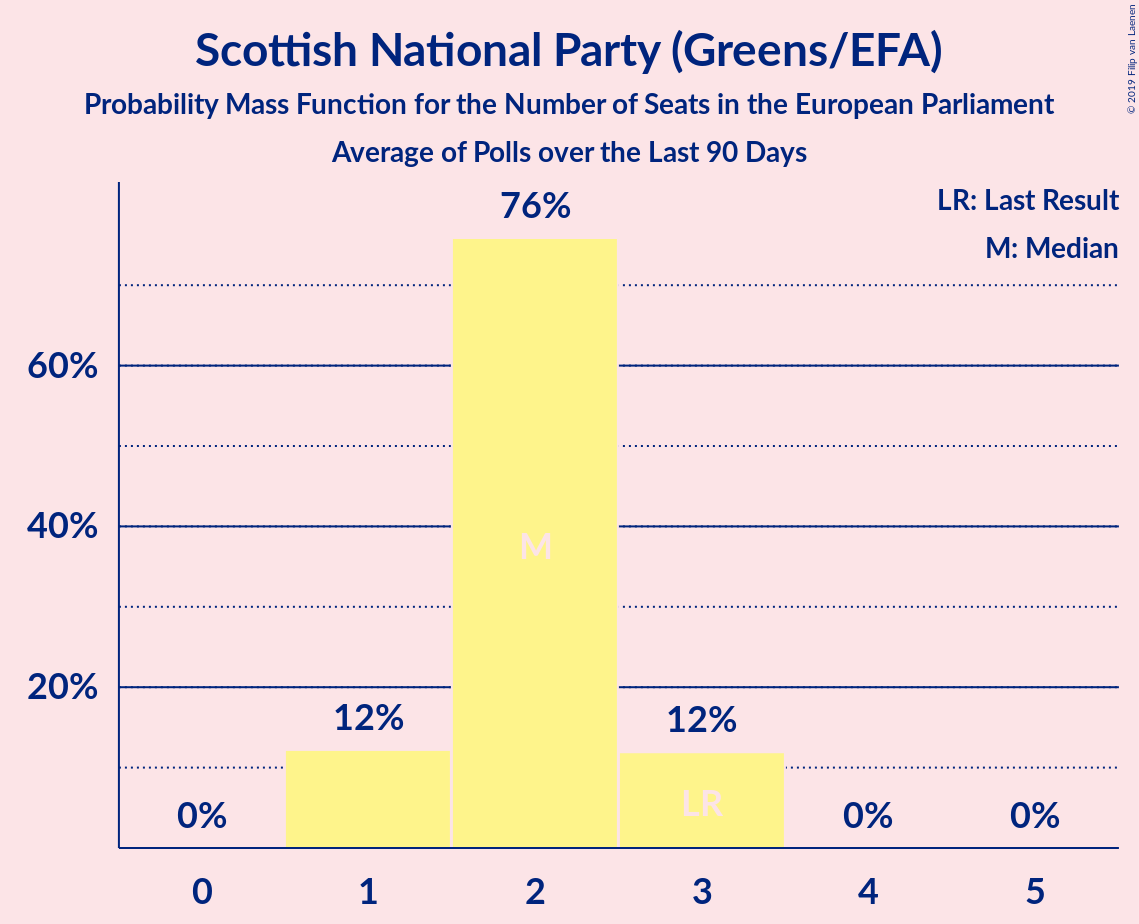 Scottish National Party (Greens/EFA)
Probability Mass Function for the Number of Seats in the European Parliament
Average of Polls over the Last 90 Days
© 2019 Filip van Laenen
LR: Last Result
M: Median
76%
60%
40%
M
20%
12%
12%
LR
0%
0%
0%
0
1
2
3
4
5